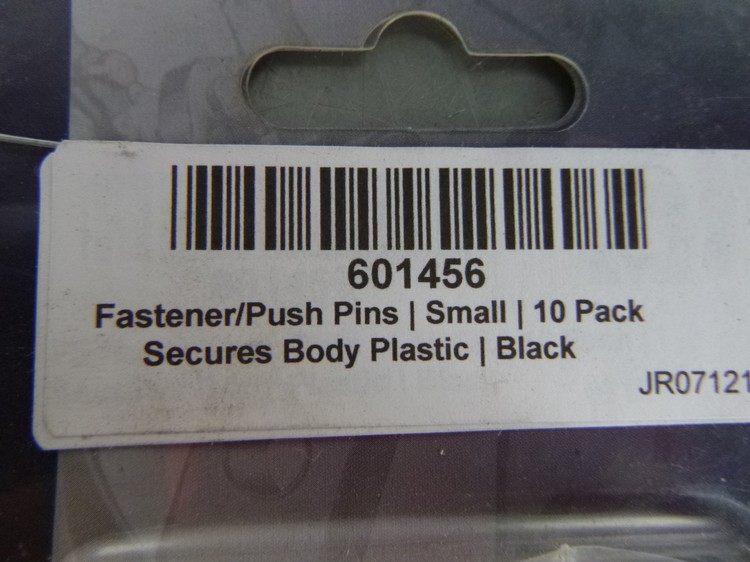 601456
Fastener/Push Pins | Small | 10 Pack
Secures Body Plastic | Black
JR07121